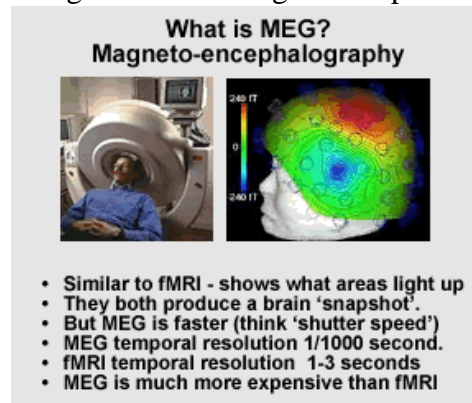 What is MEG?
Magneto-encephalography
240 fT
0
-240 fT
• Similar to fMRI - shows what areas light up
• They both produce a brain 'snapshot'.
• But MEG is faster (think 'shutter speed')
• MEG temporal resolution 1/1000 second.
• fMRI temporal resolution 1-3 seconds
• MEG is much more expensive than fMRI